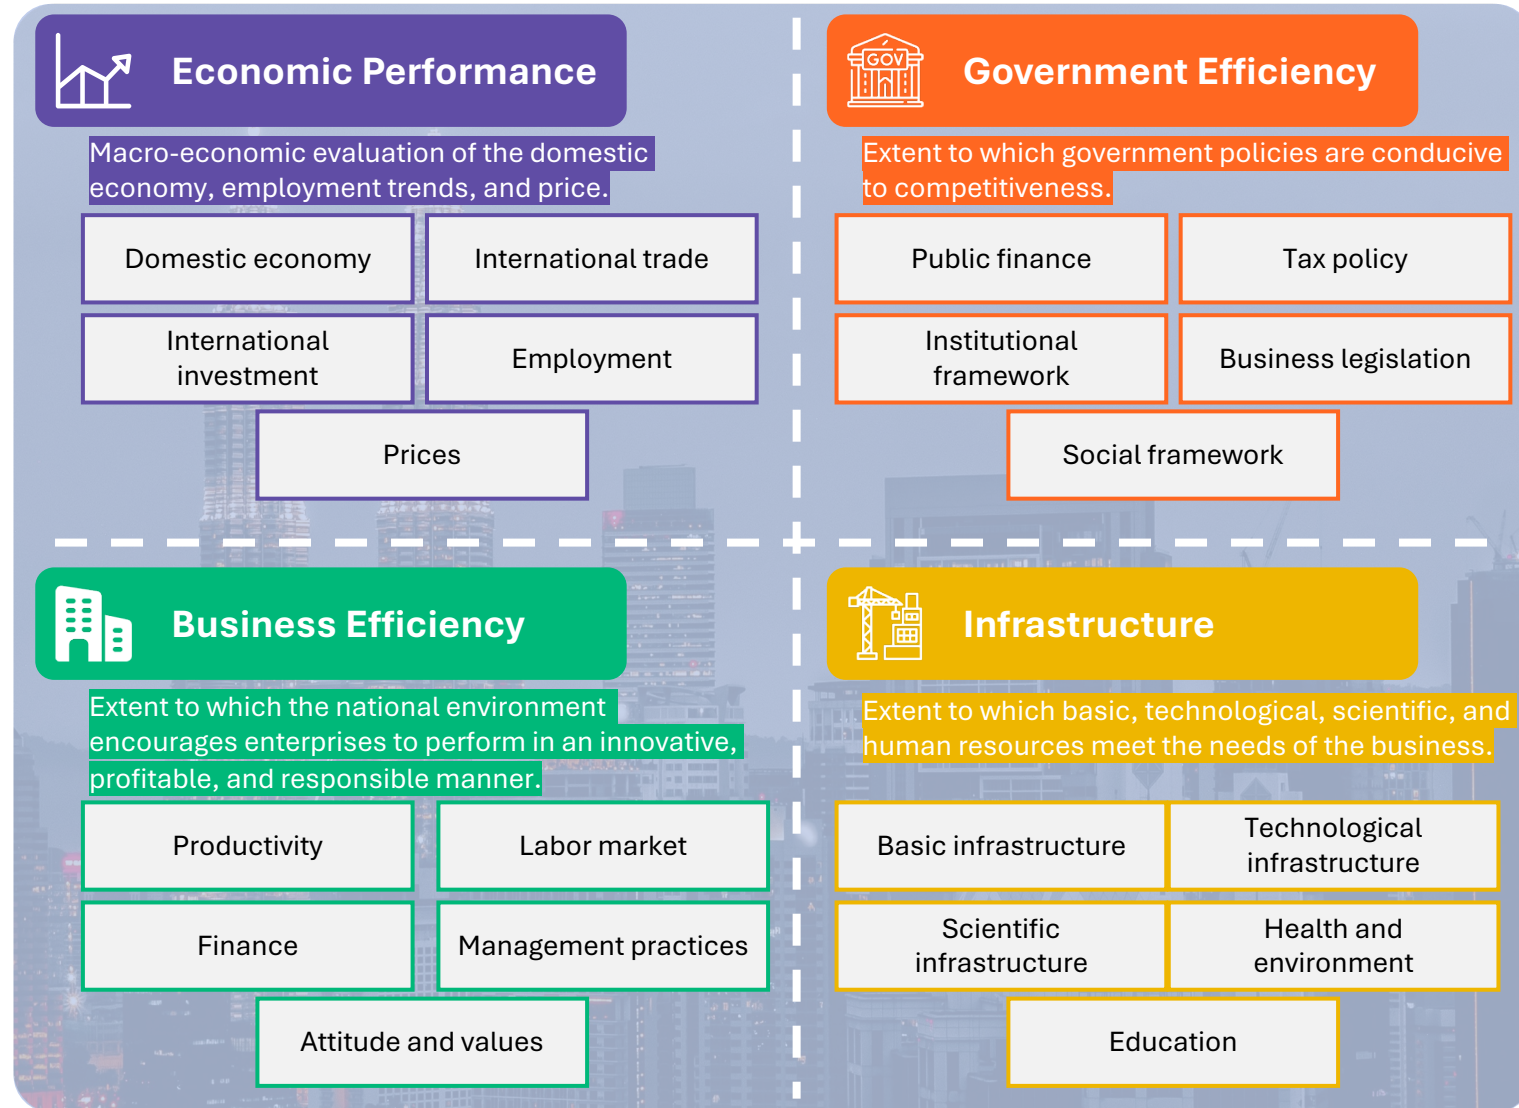 Economic Performance
Macro-economic evaluation of the domestic
economy, employment trends, and price.
Domestic economy
International trade
International
investment
Employment
Prices
GOV
Government Efficiency
Extent to which government policies are conducive
to competitiveness.
Public finance
Tax policy
Institutional
framework
Business legislation
Social framework
Business Efficiency
Extent to which the national environment
encourages enterprises to perform in an innovative,
profitable, and responsible manner.
Productivity
Labor market
Finance
Management practices
Attitude and values
Infrastructure
Extent to which basic, technological, scientific, and
human resources meet the needs of the business.
Basic infrastructure
Technological
infrastructure
Scientific
infrastructure
Health and
environment
Education